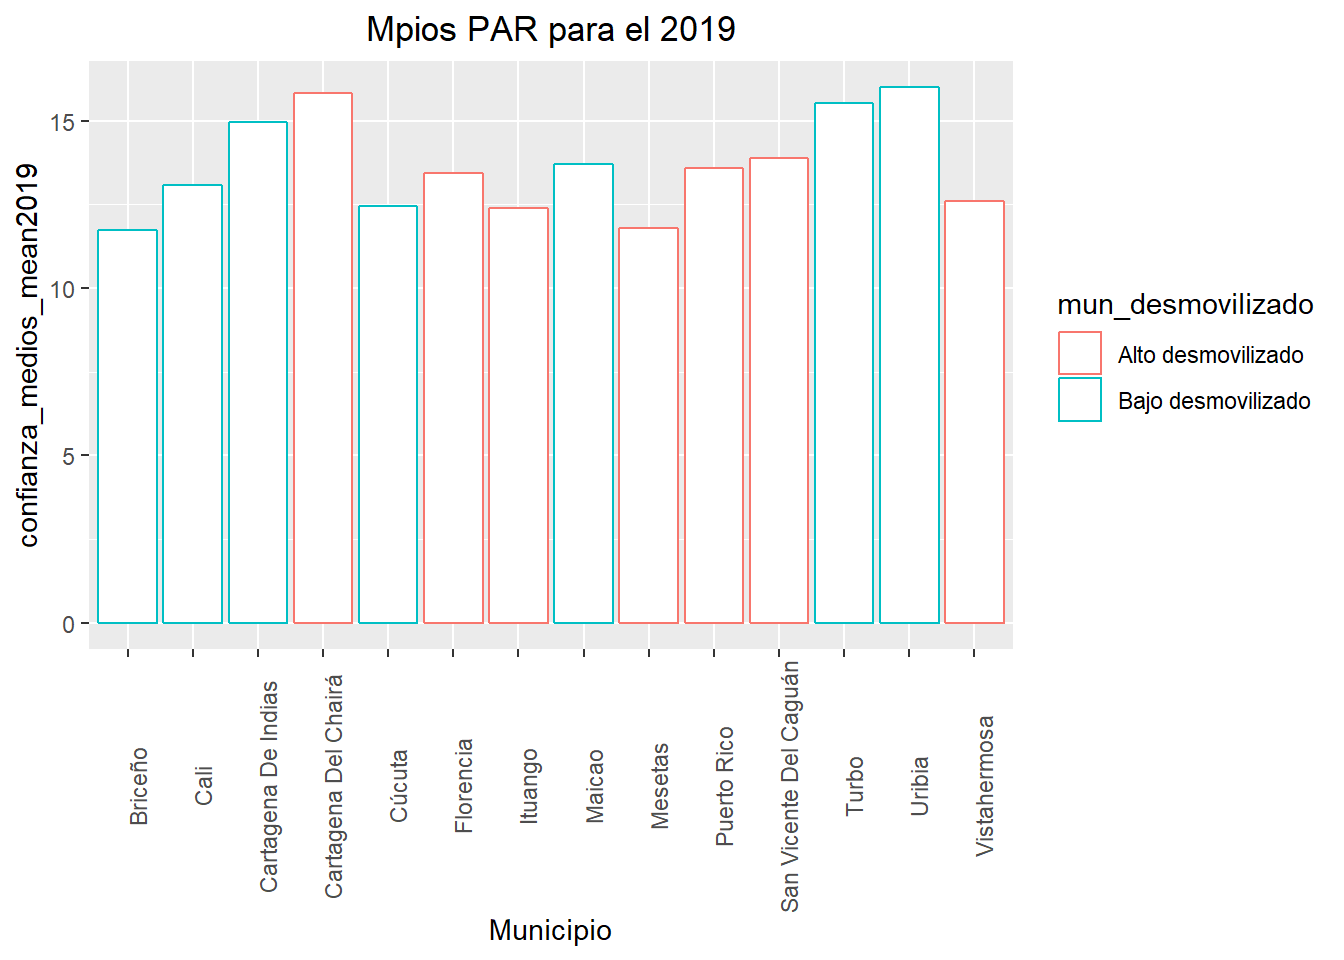 Mpios PAR para el 2019
confianza_medios_mean2019
15
10
5
0
Briceño
Cali
Cartagena De Indias
Cartagena Del Chairá
Cúcuta
Florencia
Ituango
Maicao
Mesetas
Puerto Rico
San Vicente Del Caguán
Turbo
Uribia
Vistahermosa
Municipio
mun_desmovilizado
Alto desmovilizado
Bajo desmovilizado